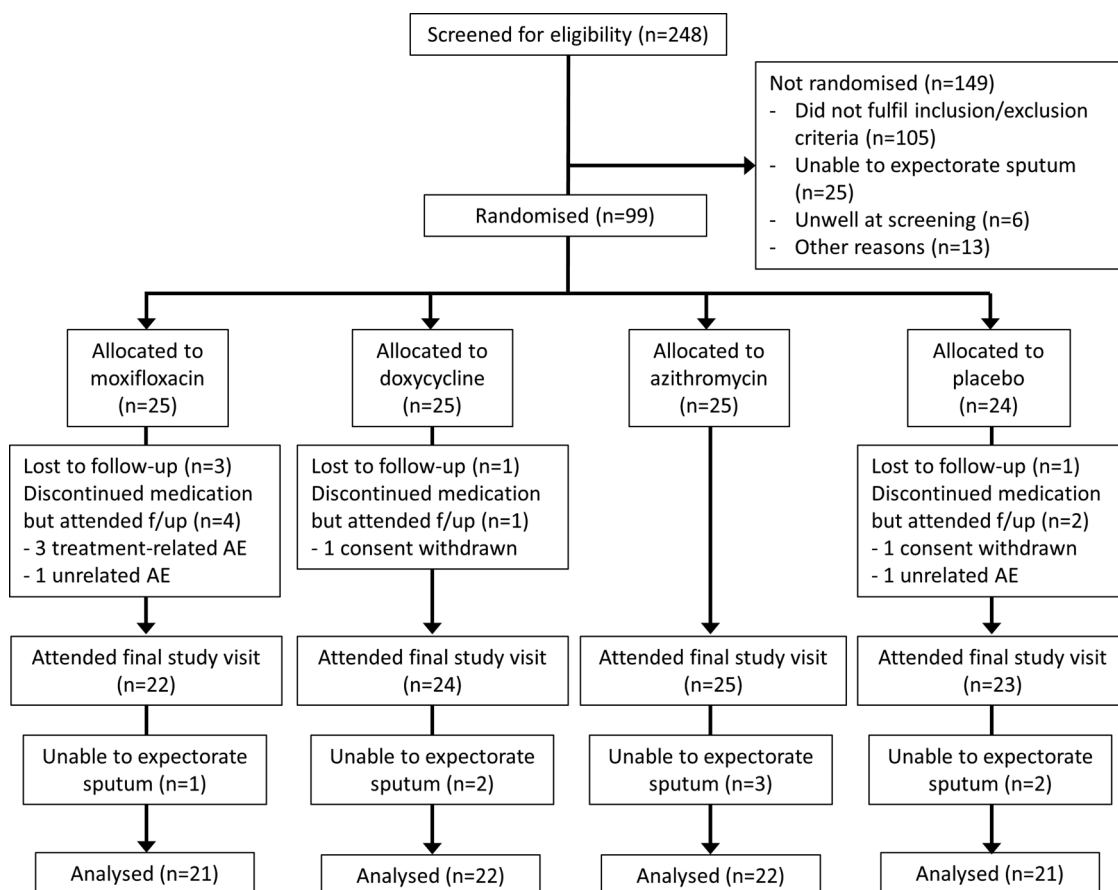 Screened for eligibility (n=248)
Not randomised (n=149)
- Did not fulfil inclusion/exclusion
criteria (n=105)
- Unable to expectorate sputum
(n=25)
- Unwell at screening (n=6)
- Other reasons (n=13)
Randomised (n=99)
Allocated to
moxifloxacin
(n=25)
Allocated to
doxycycline
(n=25)
Allocated to
azithromycin
(n=25)
Allocated to
placebo
(n=24)
Lost to follow-up (n=3)
Discontinued medication
but attended f/up (n=4)
- 3 treatment-related AE
- 1 unrelated AE
Lost to follow-up (n=1)
Discontinued medication
but attended f/up (n=1)
- 1 consent withdrawn
Lost to follow-up (n=1)
Discontinued medication
but attended f/up (n=2)
- 1 consent withdrawn
- 1 unrelated AE
Attended final study visit
(n=22)
Attended final study visit
(n=24)
Attended final study visit
(n=25)
Attended final study visit
(n=23)
Unable to expectorate
sputum (n=1)
Unable to expectorate
sputum (n=2)
Unable to expectorate
sputum (n=3)
Unable to expectorate
sputum (n=2)
Analysed (n=21)
Analysed (n=22)
Analysed (n=22)
Analysed (n=21)